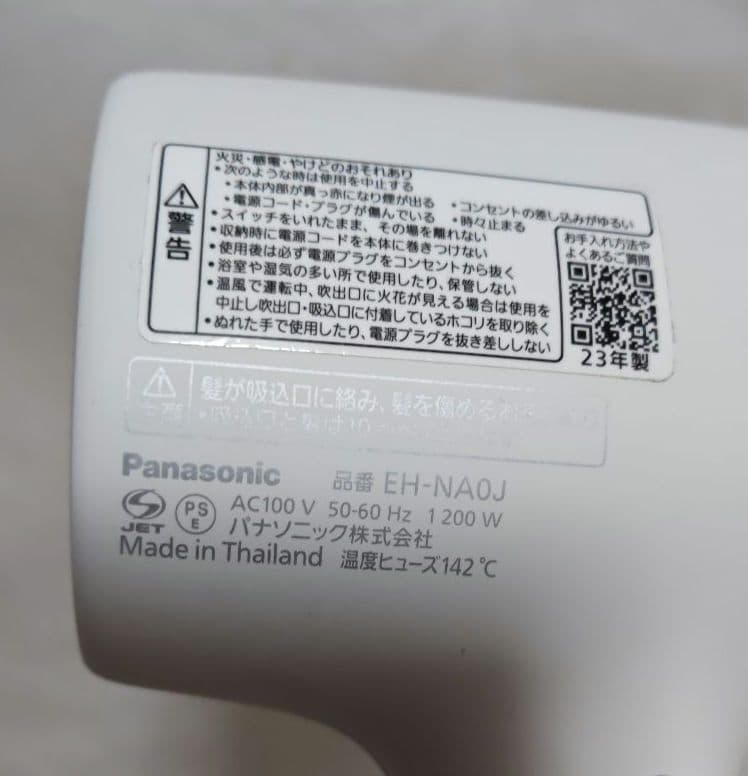 警告
火災・感電・やけどのおそれあり
•次のような時は使用を中止する
•本体内部が真っ赤になり煙が出る •コンセントの差し込みがゆるい
•電源コード・プラグが傷んでいる •時々止まる
•スイッチをいれたまま、その場を離れない
•収納時に電源コードを本体に巻きつけない
•使用後は必ず電源プラグをコンセントから抜く
•浴室や湿気の多い所で使用したり、保管しない
•温風で運転中、吹出口に火花が見える場合は使用を
中止し吹出口・吸込口に付着しているホコリを取り除く
•ぬれた手で使用したり、電源プラグを抜き差ししない
お手入れ方法や
よくあるご質問
23年製
髪が吸込口に絡み、髪を傷める
•吸込口と髪は10
Panasonic 品番 EH-NA0J
JET PS E AC100 V 50-60 Hz 1 200 W
パナソニック株式会社
Made in Thailand 温度ヒューズ142℃